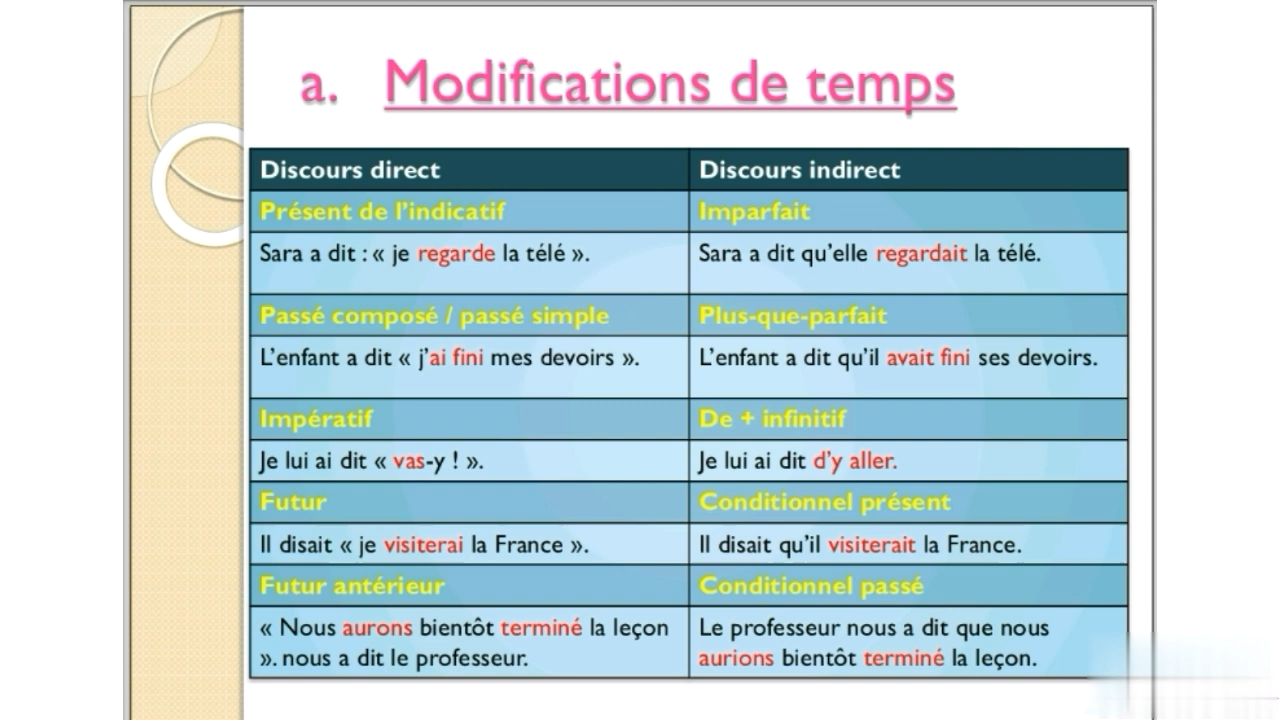 a. Modifications de temps
Discours direct
Discours indirect
Présent de l'indicatif
Imparfait
Sara a dit : « je regarde la télé ».
Sara a dit qu'elle regardait la télé.
Passé composé / passé simple
Plus-que-parfait
L'enfant a dit « j'ai fini mes devoirs ».
L'enfant a dit qu'il avait fini ses devoirs.
Impératif
De + infinitif
Je lui ai dit « vas-y ! ».
Je lui ai dit d'y aller.
Futur
Conditionnel présent
Il disait « je visiterai la France ».
Il disait qu'il visiterait la France.
Futur antérieur
Conditionnel passé
« Nous aurons bientôt terminé la leçon
». nous a dit le professeur.
Le professeur nous a dit que nous
aurions bientôt terminé la leçon.